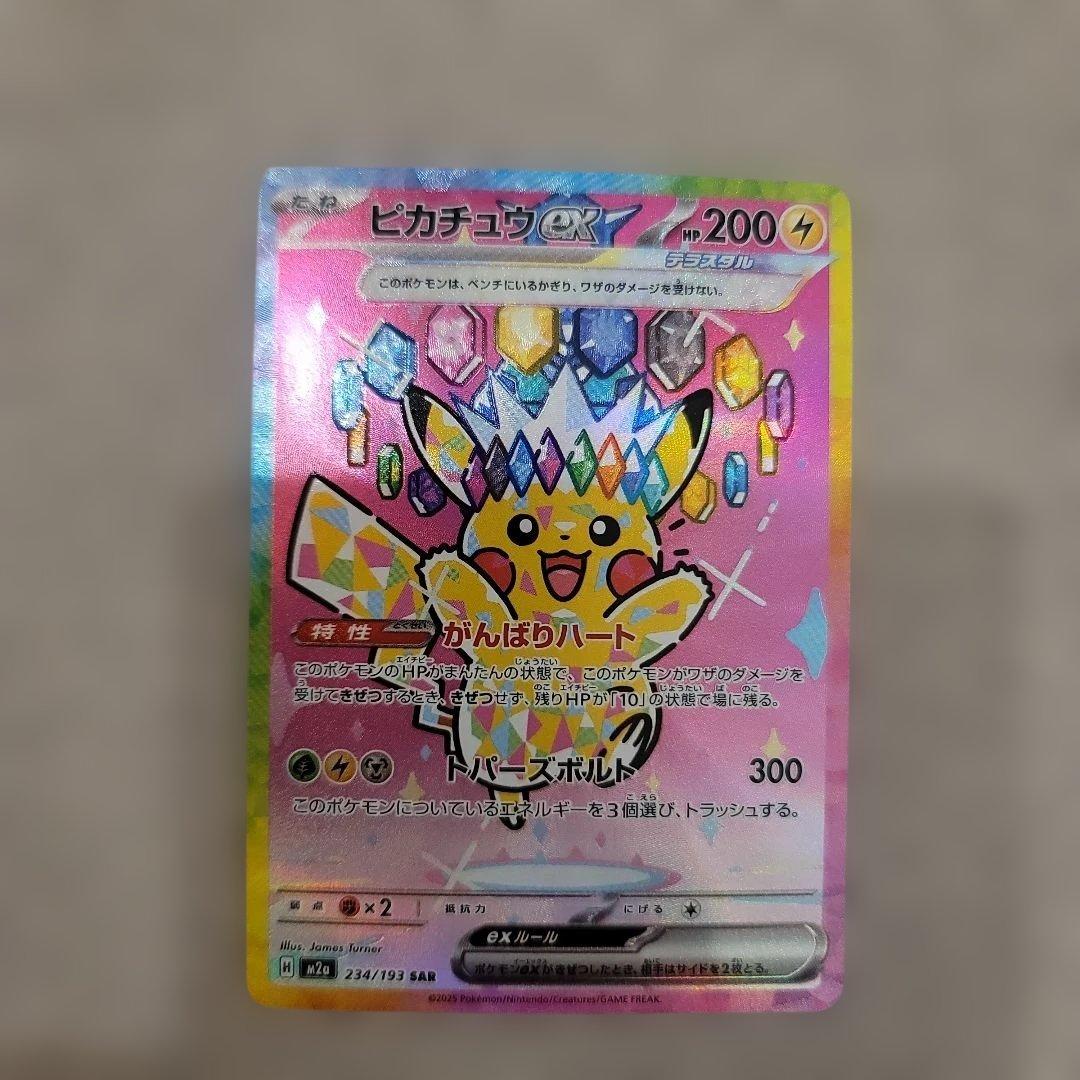 たね ピカチュウex HP200
テラスタル
このポケモンは、ベンチにいるかぎり、ワザのダメージを受けない。
特性 とくせい がんばりハート
このポケモンのHPがまんたんの状態で、このポケモンがワザのダメージを
受けてきぜつするとき、きぜつせず、残りHPが「10」の状態で場に残る。
トパーズボルト 300
このポケモンについているエネルギーを3個選び、トラッシュする。
弱点 ×2 抵抗力 にげる
exルール
ポケモンexがきぜつしたとき、相手はサイドを2枚とる。
Illus. James Turner
H m2a 234/193 SAR
©2025 Pokémon/Nintendo/Creatures/GAME FREAK.